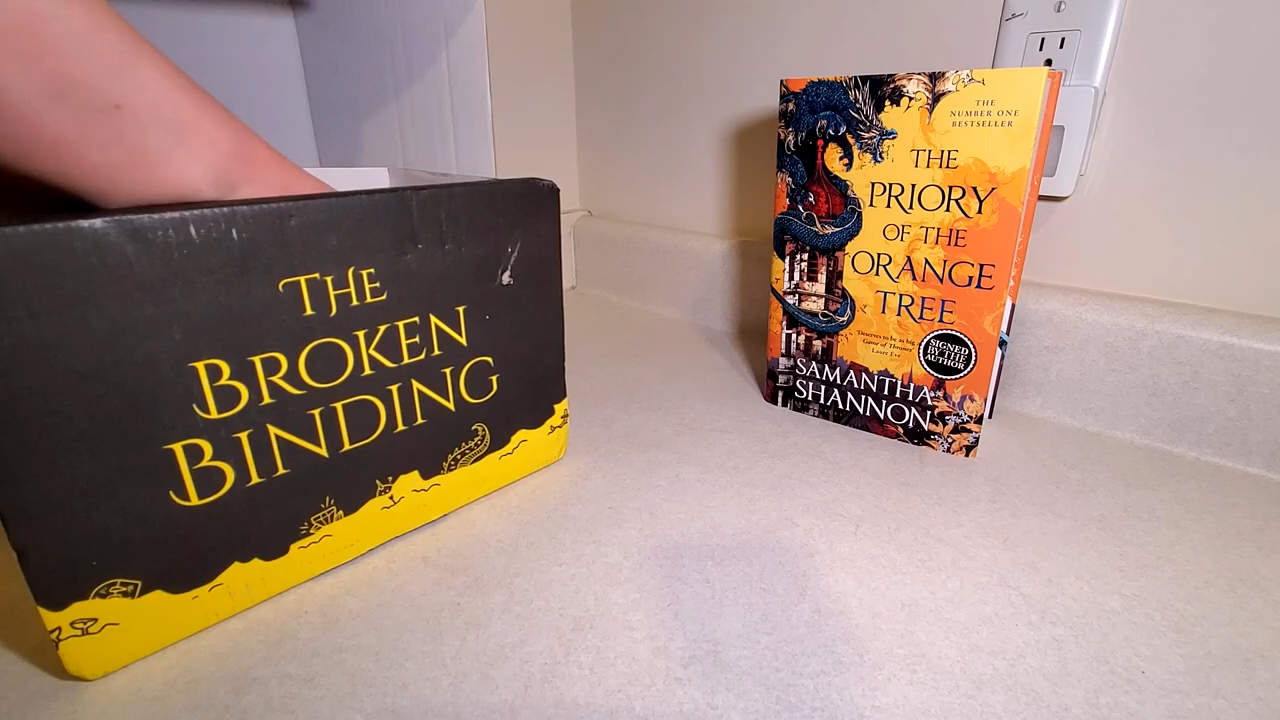 THE
BROKEN
BINDING
THE
NUMBER ONE
BESTSELLER
THE
PRIORY
OF THE
ORANGE
TREE
'Deserves to be as big
Game of Thrones'
Laure Eve
SIGNED
BY THE
AUTHOR
SAMANTHA
SHANNON